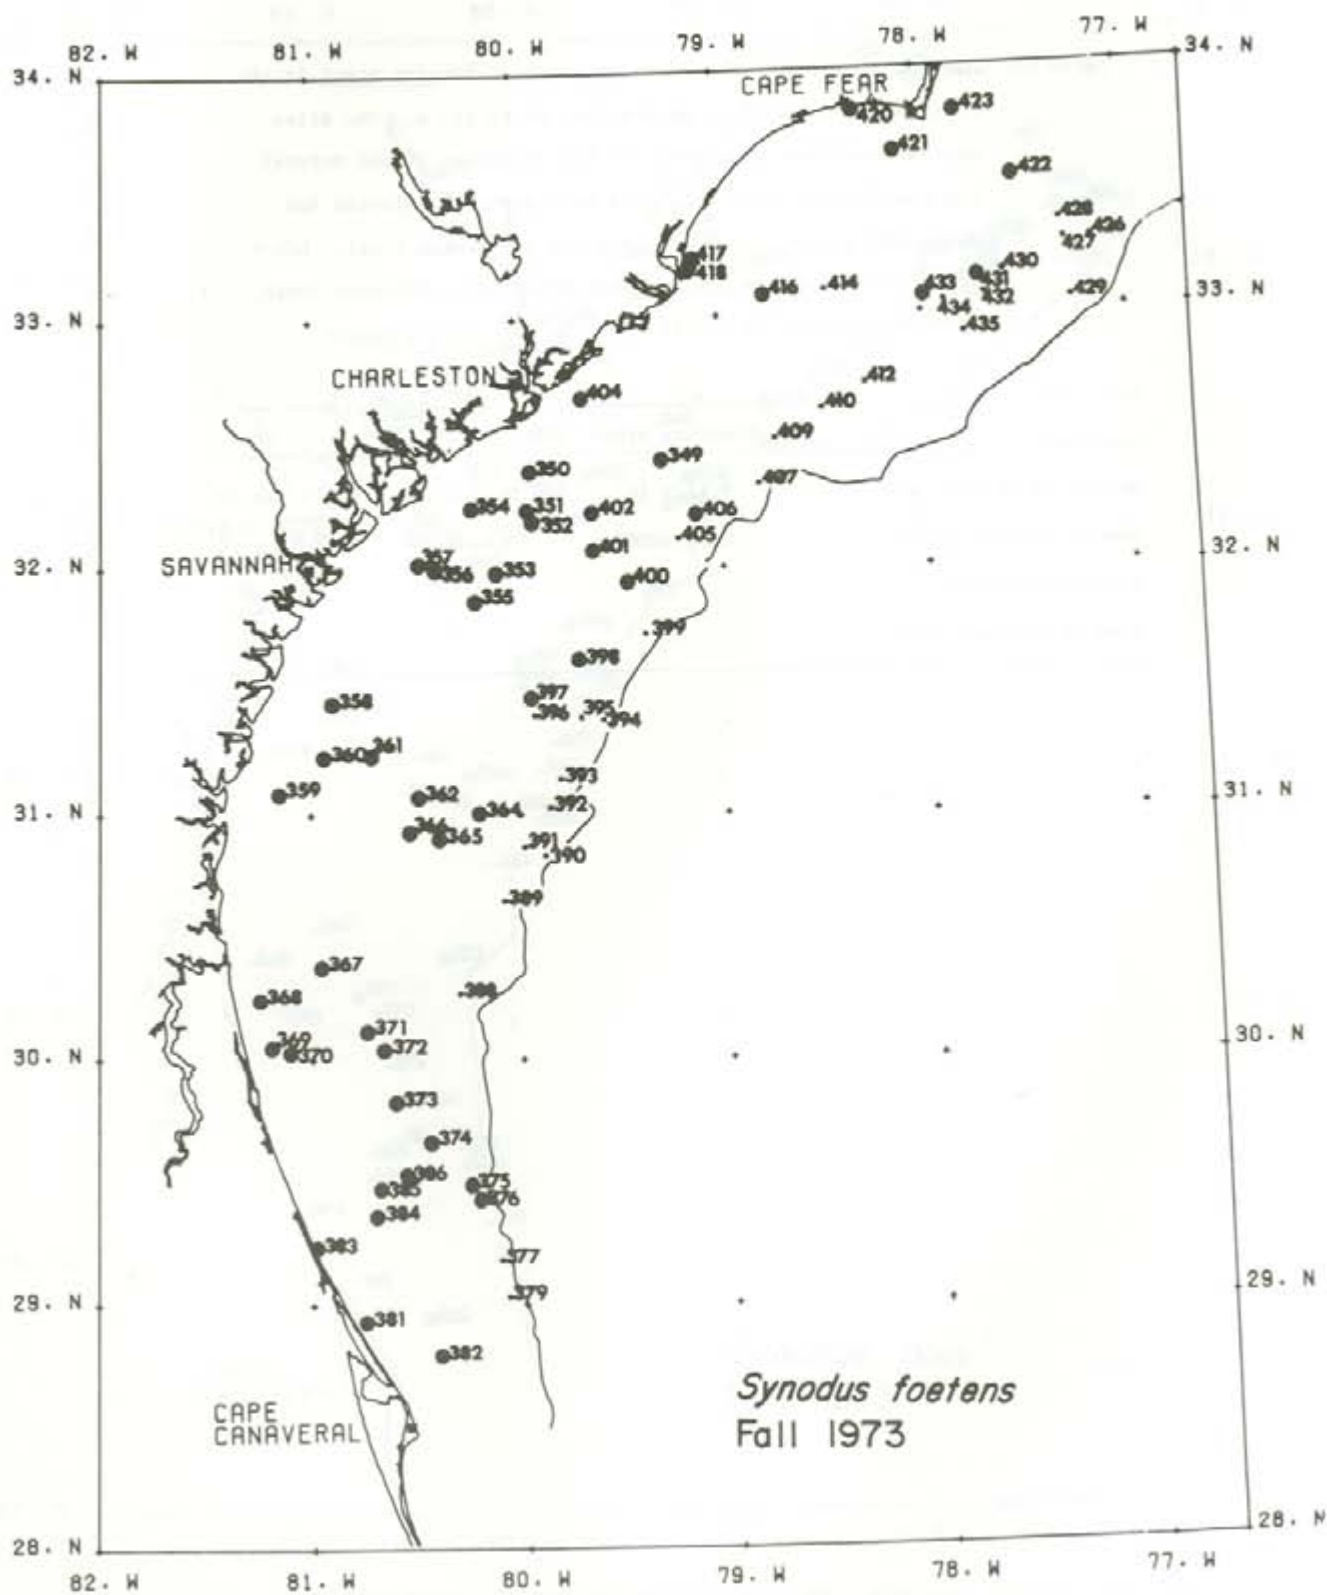 82. W 81. W 80. W 79. W 78. W 77. W
34. N 34. N
CAPE FEAR
423
420
421
422
428
426
427
417
418
430
431
433
416 414
432
429
434
33. N 33. N
435
412
CHARLESTON
404
410
409
349
350
407
354 351 402 406
352
405
401
32. N
357
SAVANNAH
356 353
400
32. N
355
399
398
397
358
396 395 394
361
360
393
359 362
392
31. N
364
31. N
366
365
391
390
389
367
388
368
371
369
372
370
30. N
30. N
373
374
386
375
385
376
384
383
377
29. N
379
29. N
381
382
Synodus foetens
CAPE
CANAVERAL
Fall 1973
28. N
28. N
82. W 81. W 80. W 79. W 78. W 77. W